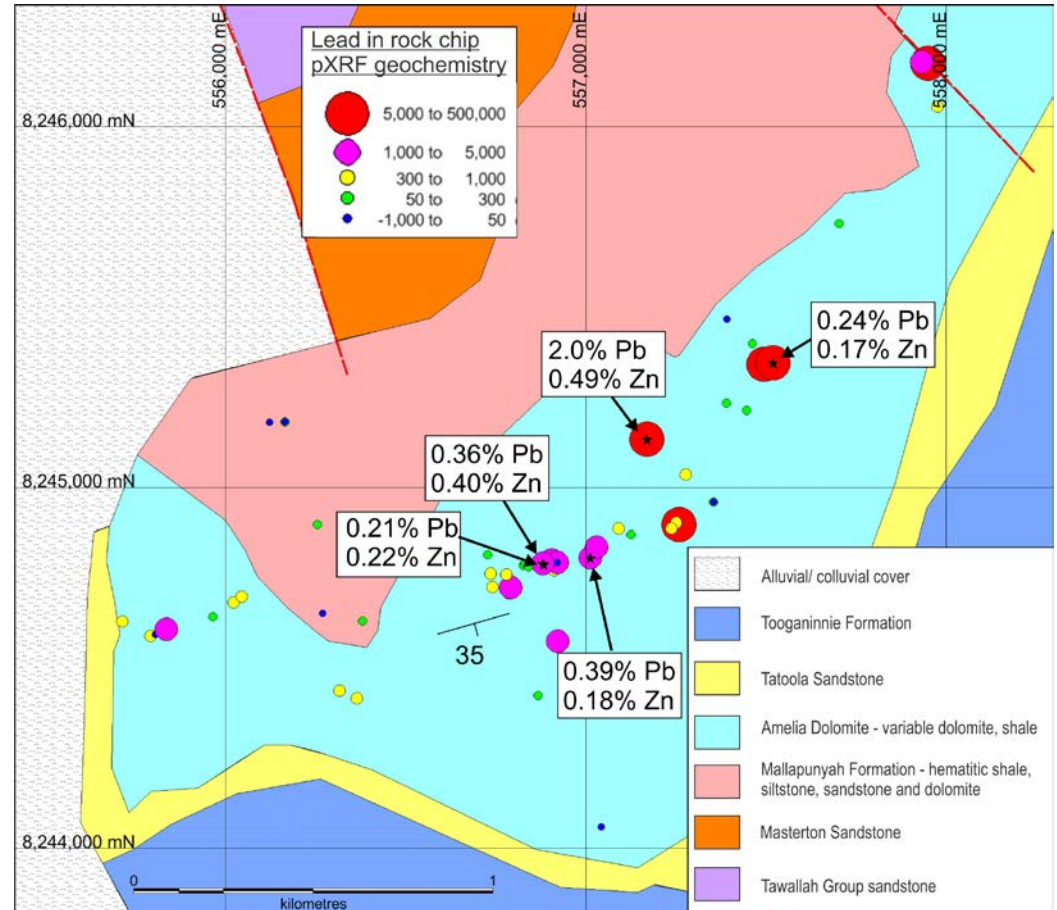 556,000 mE
557,000 mE
558,000 mE
Lead in rock chip
pXRF geochemistry
5,000 to 500,000
1,000 to 5,000
300 to 1,000
50 to 300
-1,000 to 50
8,246,000 mN
0.24% Pb
0.17% Zn
2.0% Pb
0.49% Zn
0.36% Pb
0.40% Zn
8,245,000 mN
0.21% Pb
0.22% Zn
35
0.39% Pb
0.18% Zn
Alluvial/ colluvial cover
Tooganinnie Formation
Tatoola Sandstone
Amelia Dolomite - variable dolomite, shale
Mallapunyah Formation - hematitic shale,
siltstone, sandstone and dolomite
Masterton Sandstone
Tawallah Group sandstone
8,244,000 mN
0 1
kilometres